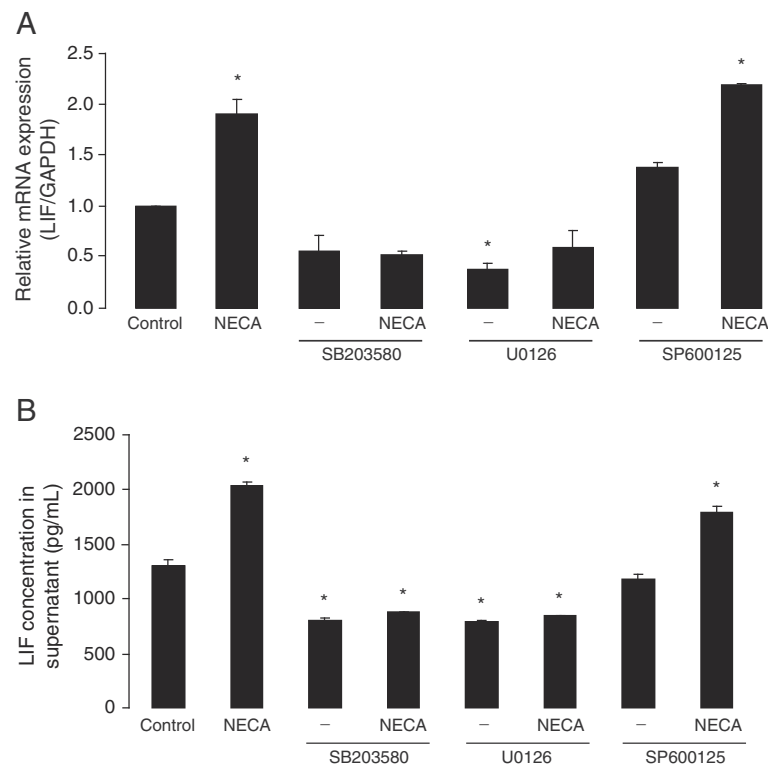 A
Relative mRNA expression
(LIF/GAPDH)
2.5
2.0
1.5
1.0
0.5
0.0
*
*
*
Control NECA – NECA – NECA – NECA
SB203580 U0126 SP600125
B
LIF concentration in
supernatant (pg/mL)
2500
2000
1500
1000
500
0
*
*
*
*
*
*
Control NECA – NECA – NECA – NECA
SB203580 U0126 SP600125